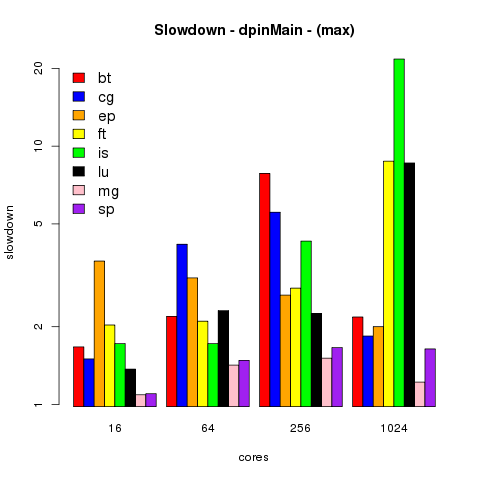 Slowdown - dpinMain - (max)
20
10
5
2
1
slowdown
bt
cg
ep
ft
is
lu
mg
sp
16 64 256 1024
cores